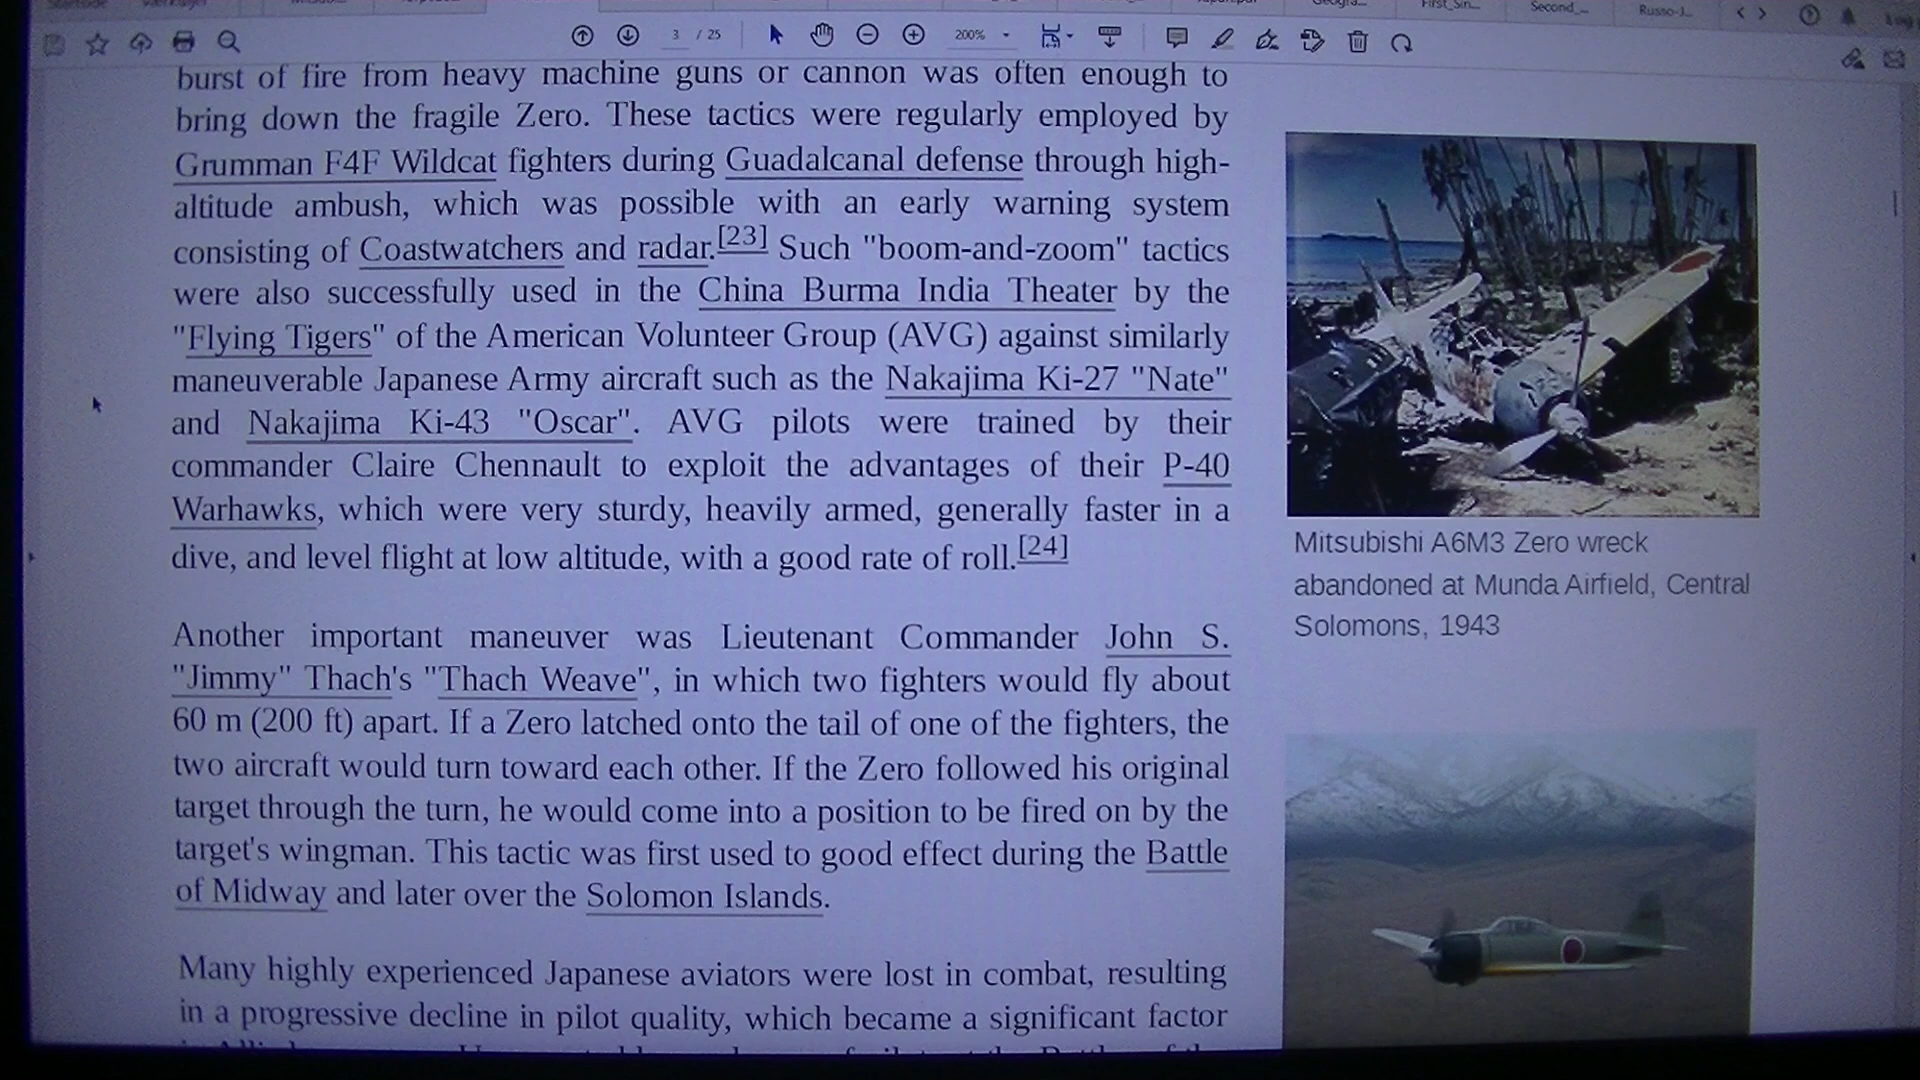 First_Sin...
Second_...
Russo-J...
3 / 25
200%
burst of fire from heavy machine guns or cannon was often enough to
bring down the fragile Zero. These tactics were regularly employed by
Grumman F4F Wildcat fighters during Guadalcanal defense through high-
altitude ambush, which was possible with an early warning system
consisting of Coastwatchers and radar.[23] Such "boom-and-zoom" tactics
were also successfully used in the China Burma India Theater by the
"Flying Tigers" of the American Volunteer Group (AVG) against similarly
maneuverable Japanese Army aircraft such as the Nakajima Ki-27 "Nate"
and Nakajima Ki-43 "Oscar". AVG pilots were trained by their
commander Claire Chennault to exploit the advantages of their P-40
Warhawks, which were very sturdy, heavily armed, generally faster in a
dive, and level flight at low altitude, with a good rate of roll.[24]
Another important maneuver was Lieutenant Commander John S.
"Jimmy" Thach's "Thach Weave", in which two fighters would fly about
60 m (200 ft) apart. If a Zero latched onto the tail of one of the fighters, the
two aircraft would turn toward each other. If the Zero followed his original
target through the turn, he would come into a position to be fired on by the
target's wingman. This tactic was first used to good effect during the Battle
of Midway and later over the Solomon Islands.
Many highly experienced Japanese aviators were lost in combat, resulting
in a progressive decline in pilot quality, which became a significant factor
Mitsubishi A6M3 Zero wreck
abandoned at Munda Airfield, Central
Solomons, 1943